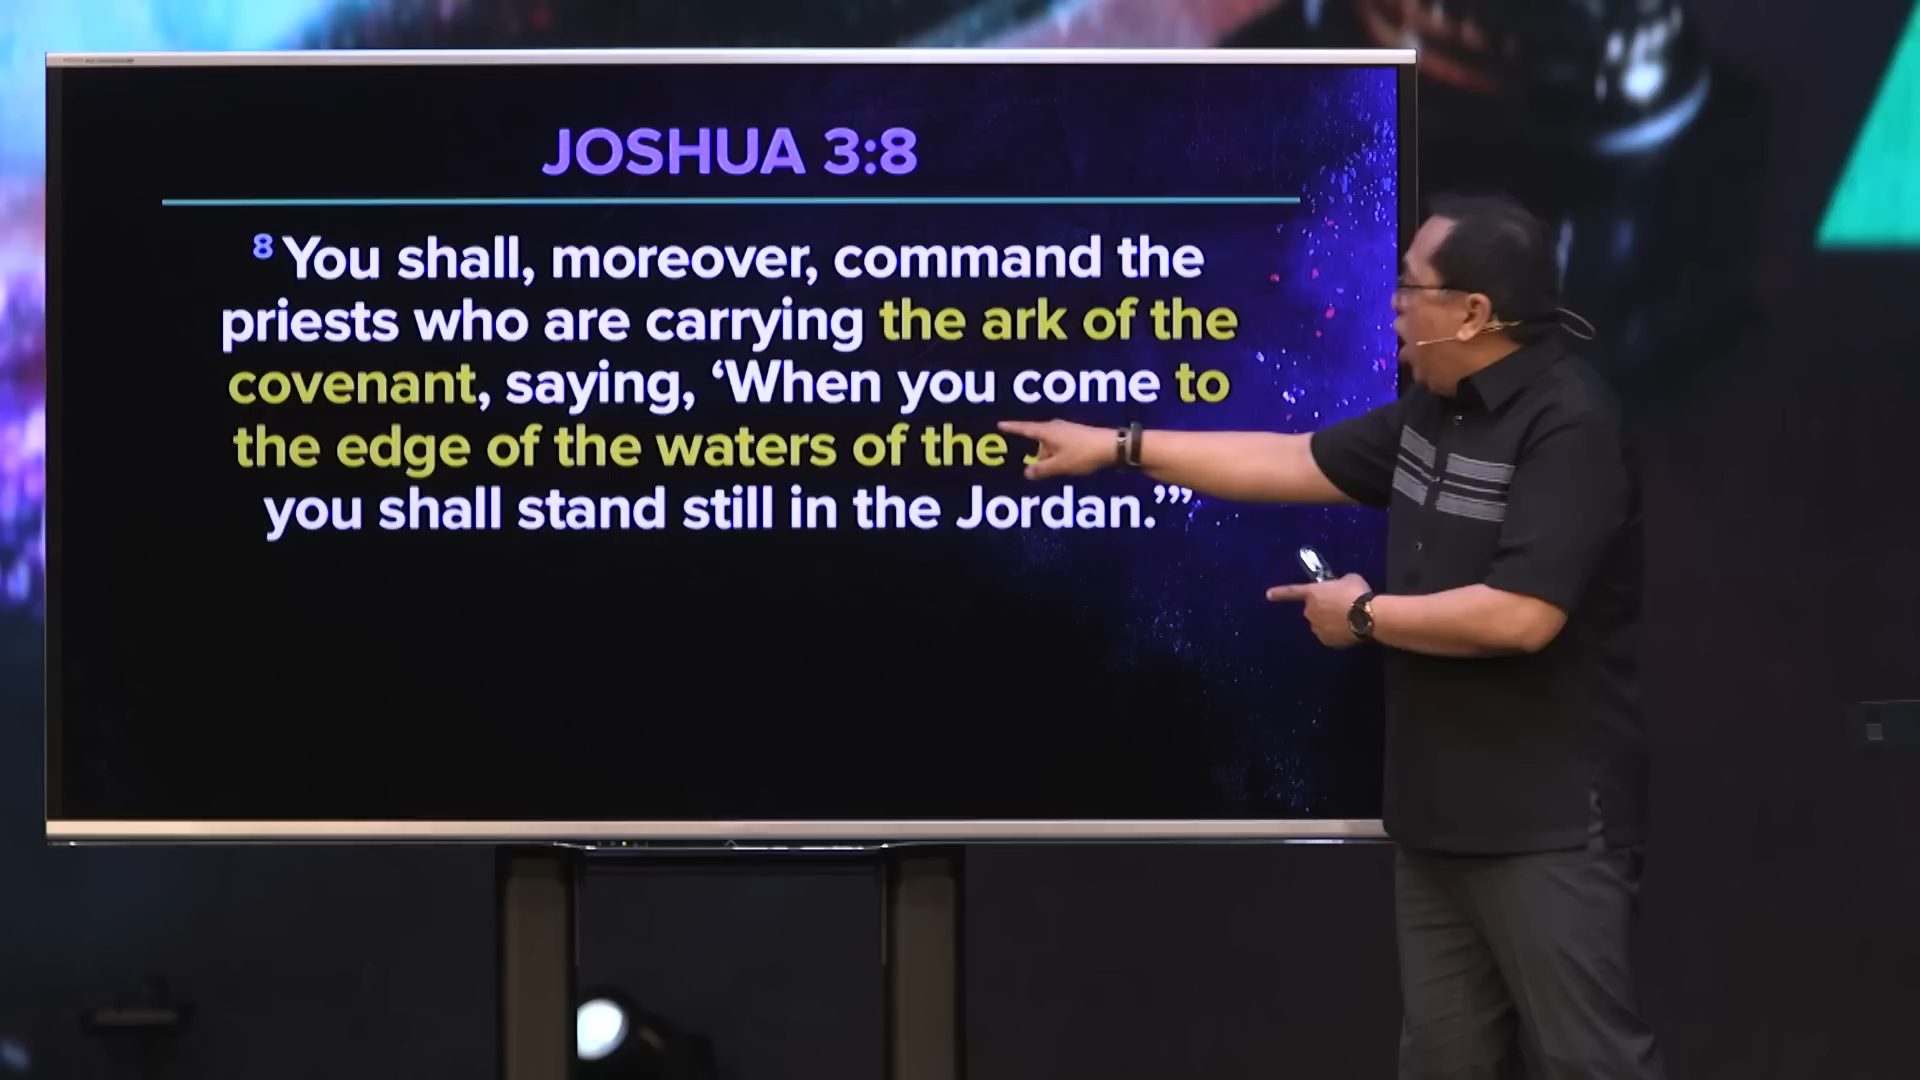 JOSHUA 3:8
8 You shall, moreover, command the
priests who are carrying the ark of the
covenant, saying, ‘When you come to
the edge of the waters of the
you shall stand still in the Jordan.’”